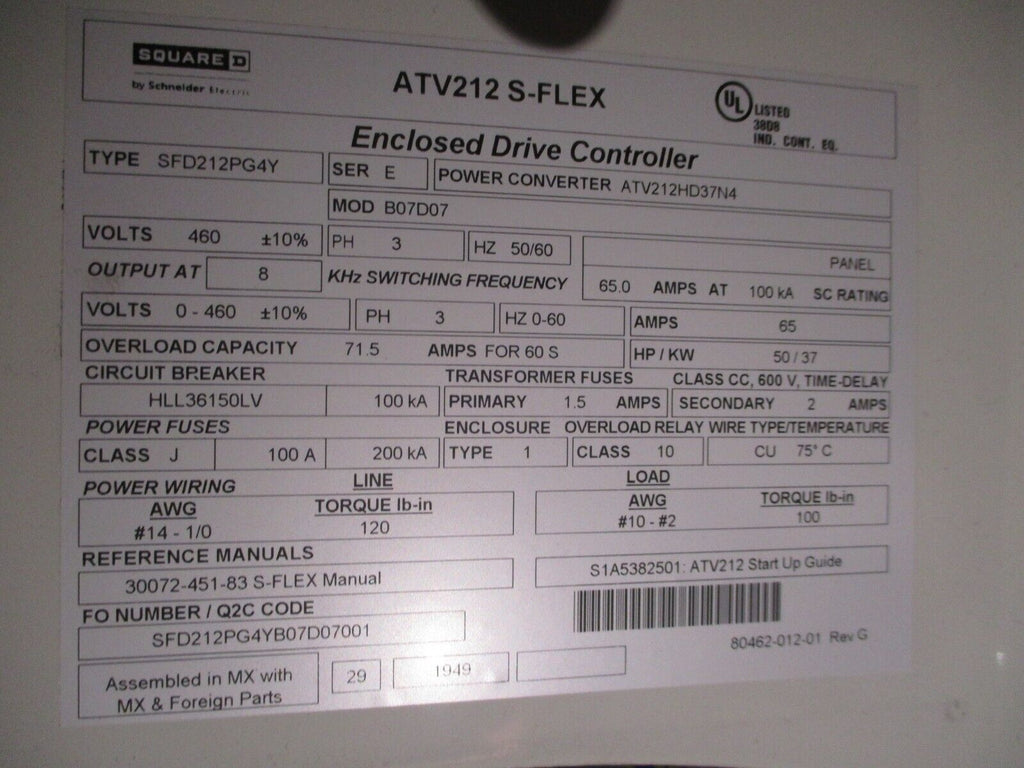 SQUARE D
by Schneider Electric
ATV212 S-FLEX
UL LISTED
38D8
IND. CONT. EQ.
Enclosed Drive Controller
TYPE SFD212PG4Y SER E POWER CONVERTER ATV212HD37N4
MOD B07D07
VOLTS 460 ±10% PH 3 HZ 50/60 PANEL
OUTPUT AT 8 KHz SWITCHING FREQUENCY 65.0 AMPS AT 100 kA SC RATING
VOLTS 0 - 460 ±10% PH 3 HZ 0-60 AMPS 65
OVERLOAD CAPACITY 71.5 AMPS FOR 60 S HP / KW 50 / 37
CIRCUIT BREAKER TRANSFORMER FUSES CLASS CC, 600 V, TIME-DELAY
HLL36150LV 100 kA PRIMARY 1.5 AMPS SECONDARY 2 AMPS
POWER FUSES ENCLOSURE OVERLOAD RELAY WIRE TYPE/TEMPERATURE
CLASS J 100 A 200 kA TYPE 1 CLASS 10 CU 75° C
POWER WIRING LINE LOAD
AWG TORQUE lb-in AWG TORQUE lb-in
#14 - 1/0 120 #10 - #2 100
REFERENCE MANUALS
30072-451-83 S-FLEX Manual S1A5382501: ATV212 Start Up Guide
FO NUMBER / Q2C CODE
SFD212PG4YB07D07001 80462-012-01 Rev G
Assembled in MX with
MX & Foreign Parts
29 1949